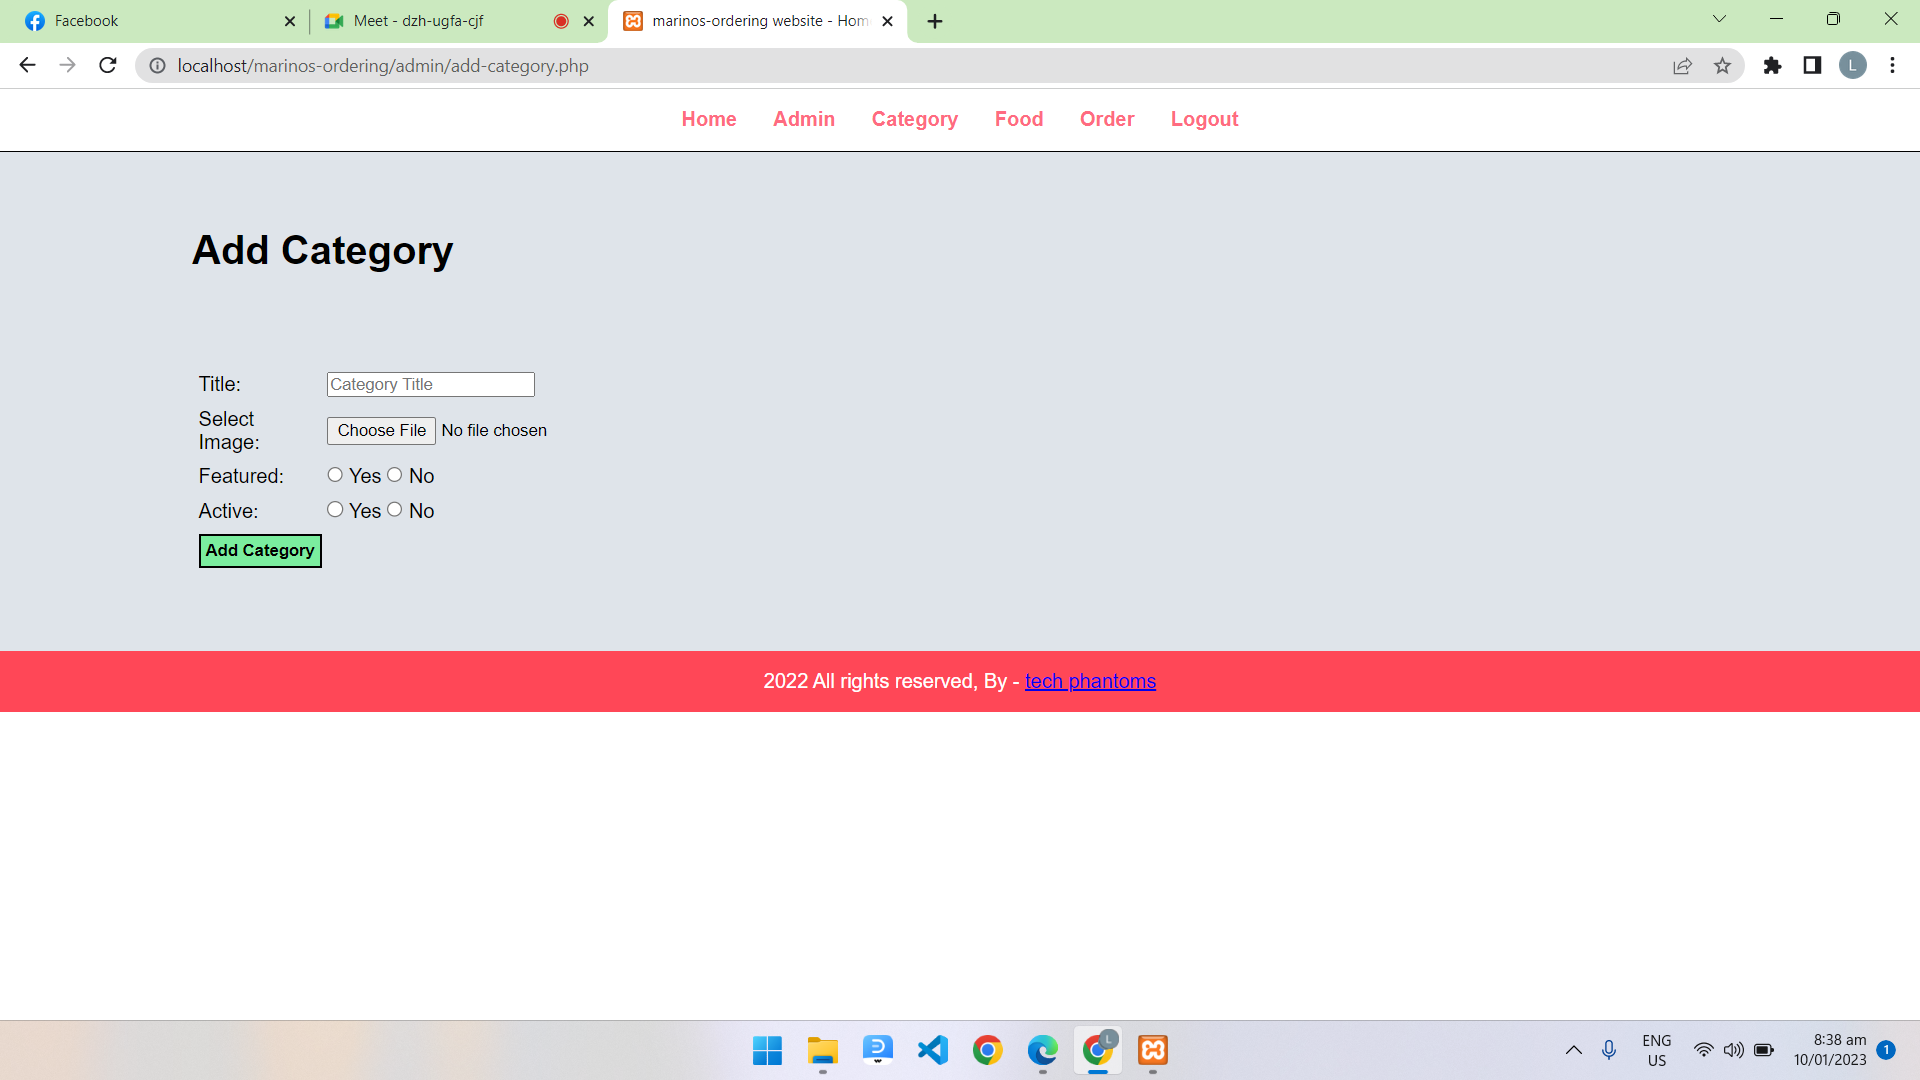 Facebook
Meet - dzh-ugfa-cjf
marinos-ordering website - Hom
localhost/marinos-ordering/admin/add-category.php
L
Home Admin Category Food Order Logout
Add Category
Title: Category Title
Select
Image: Choose File No file chosen
Featured: Yes No
Active: Yes No
Add Category
2022 All rights reserved, By - tech phantoms
L
ENG
US
8:38 am
10/01/2023
1